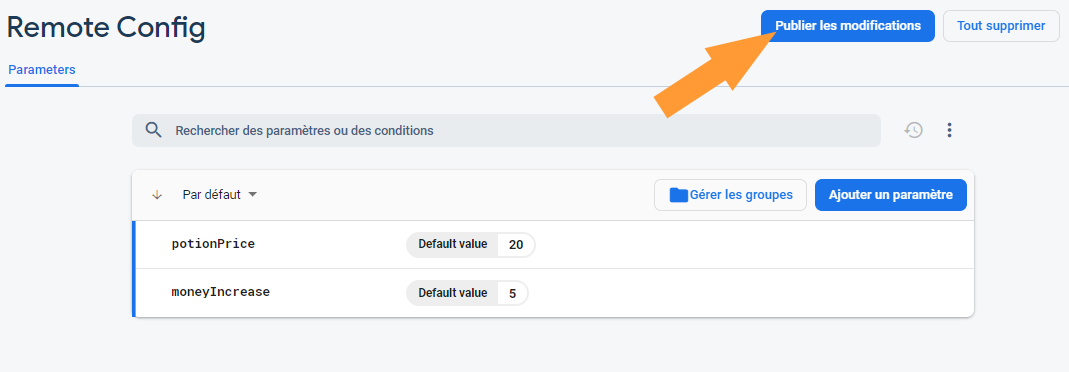 Remote Config
Publier les modifications
Tout supprimer
Parameters
Rechercher des paramètres ou des conditions
Par défaut
Gérer les groupes
Ajouter un paramètre
potionPrice
Default value 20
moneyIncrease
Default value 5